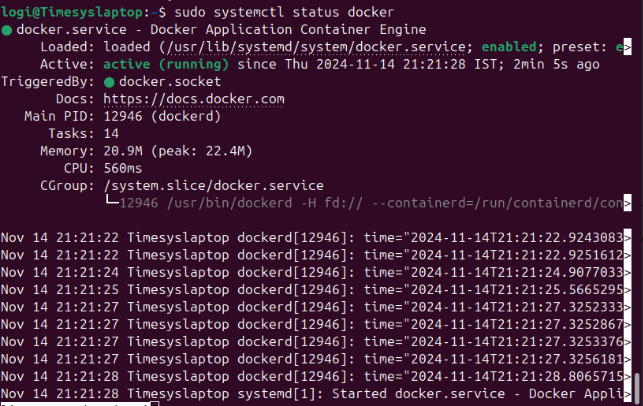 logi@Timesyslaptop:~$ sudo systemctl status docker
● docker.service - Docker Application Container Engine
Loaded: loaded (/usr/lib/systemd/system/docker.service; enabled; preset: e>
Active: active (running) since Thu 2024-11-14 21:21:28 IST; 2min 5s ago
TriggeredBy: ● docker.socket
Docs: https://docs.docker.com
Main PID: 12946 (dockerd)
Tasks: 14
Memory: 20.9M (peak: 22.4M)
CPU: 560ms
CGroup: /system.slice/docker.service
└─12946 /usr/bin/dockerd -H fd:// --containerd=/run/containerd/con>
Nov 14 21:21:22 Timesyslaptop dockerd[12946]: time="2024-11-14T21:21:22.9243083>
Nov 14 21:21:22 Timesyslaptop dockerd[12946]: time="2024-11-14T21:21:22.9251612>
Nov 14 21:21:24 Timesyslaptop dockerd[12946]: time="2024-11-14T21:21:24.9077033>
Nov 14 21:21:25 Timesyslaptop dockerd[12946]: time="2024-11-14T21:21:25.5665295>
Nov 14 21:21:27 Timesyslaptop dockerd[12946]: time="2024-11-14T21:21:27.3252333>
Nov 14 21:21:27 Timesyslaptop dockerd[12946]: time="2024-11-14T21:21:27.3252867>
Nov 14 21:21:27 Timesyslaptop dockerd[12946]: time="2024-11-14T21:21:27.3253376>
Nov 14 21:21:27 Timesyslaptop dockerd[12946]: time="2024-11-14T21:21:27.3256181>
Nov 14 21:21:28 Timesyslaptop dockerd[12946]: time="2024-11-14T21:21:28.8065715>
Nov 14 21:21:28 Timesyslaptop systemd[1]: Started docker.service - Docker Appli>